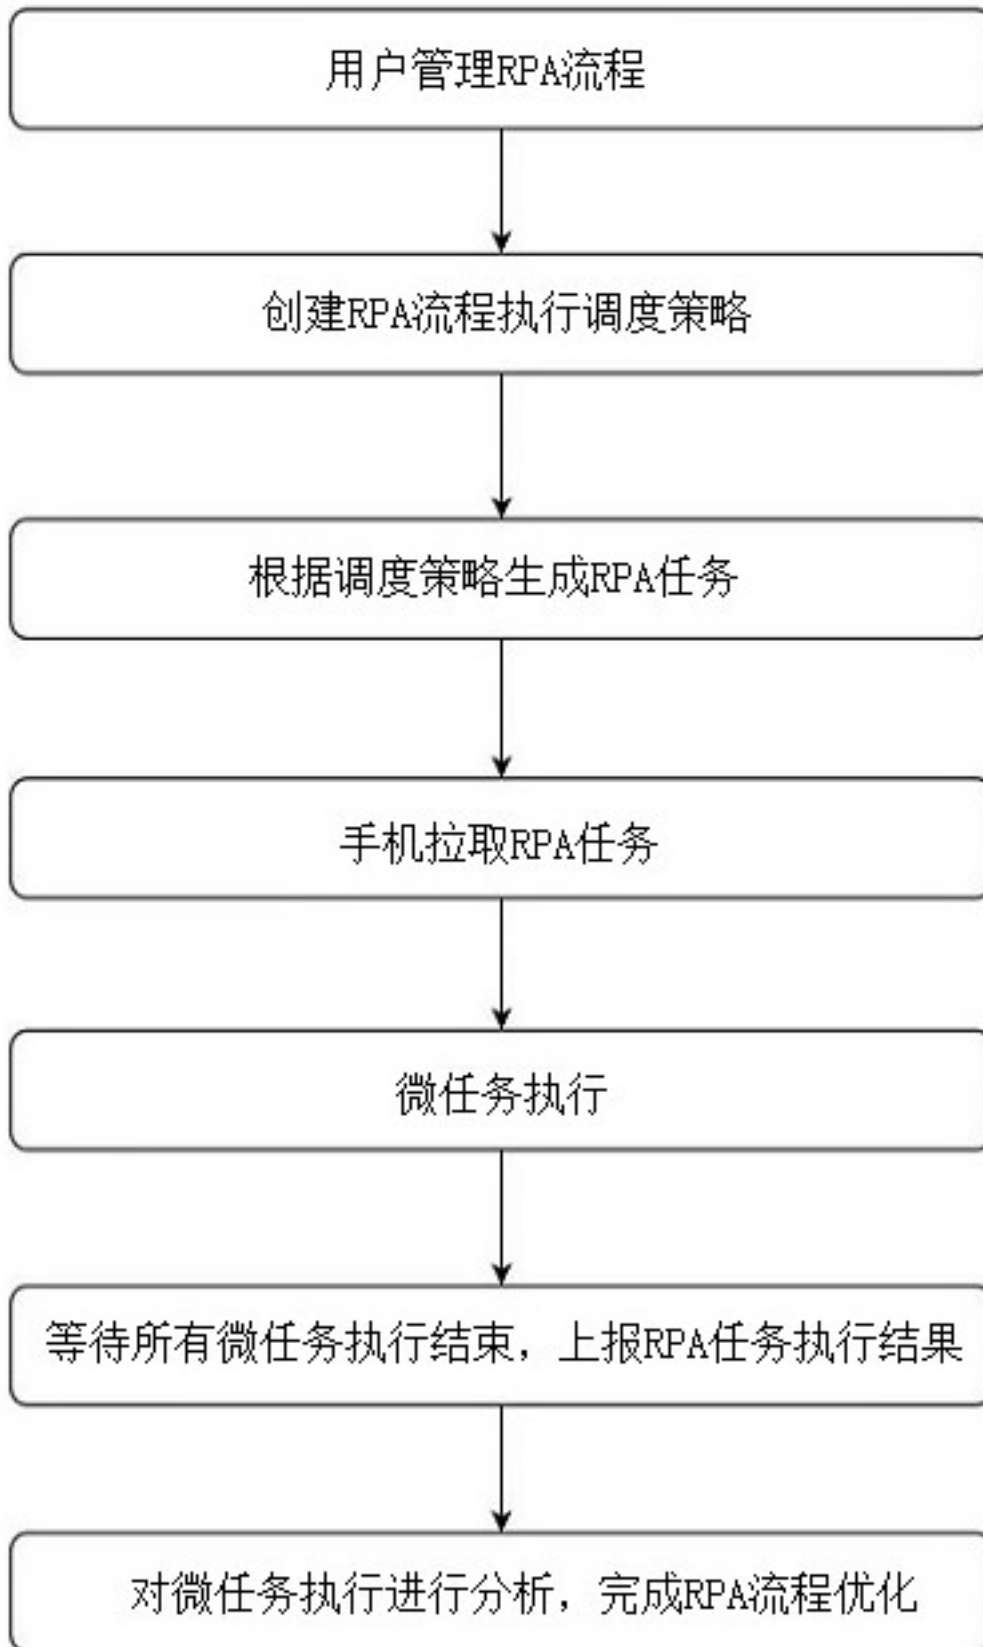 用户管理RPA流程
创建RPA流程执行调度策略
根据调度策略生成RPA任务
手机拉取RPA任务
微任务执行
等待所有微任务执行结束，上报RPA任务执行结果
对微任务执行进行分析，完成RPA流程优化